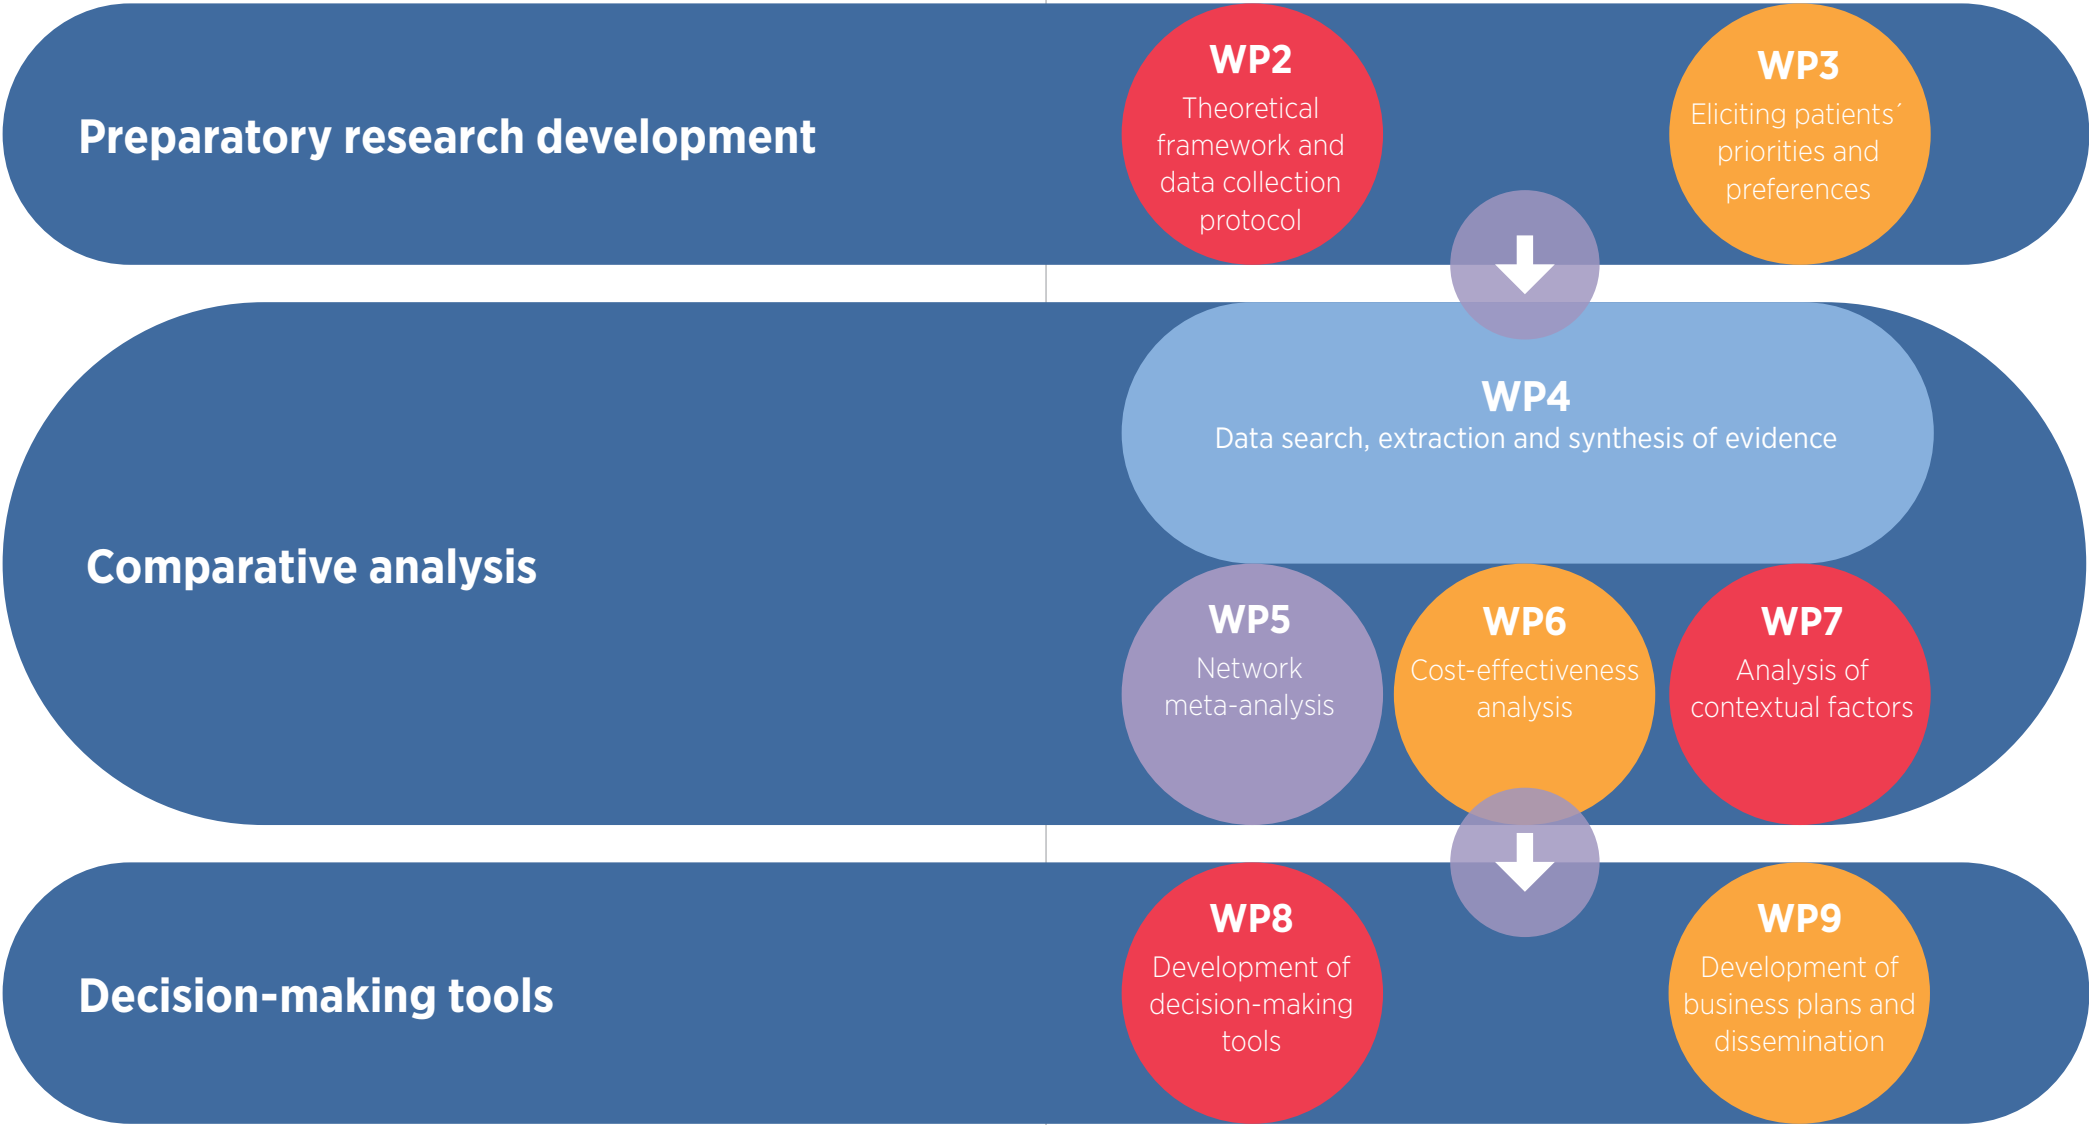 Preparatory research development
WP2
Theoretical
framework and
data collection
protocol
WP3
Eliciting patients´
priorities and
preferences
Comparative analysis
WP4
Data search, extraction and synthesis of evidence
WP5
Network
meta-analysis
WP6
Cost-effectiveness
analysis
WP7
Analysis of
contextual factors
Decision-making tools
WP8
Development of
decision-making
tools
WP9
Development of
business plans and
dissemination